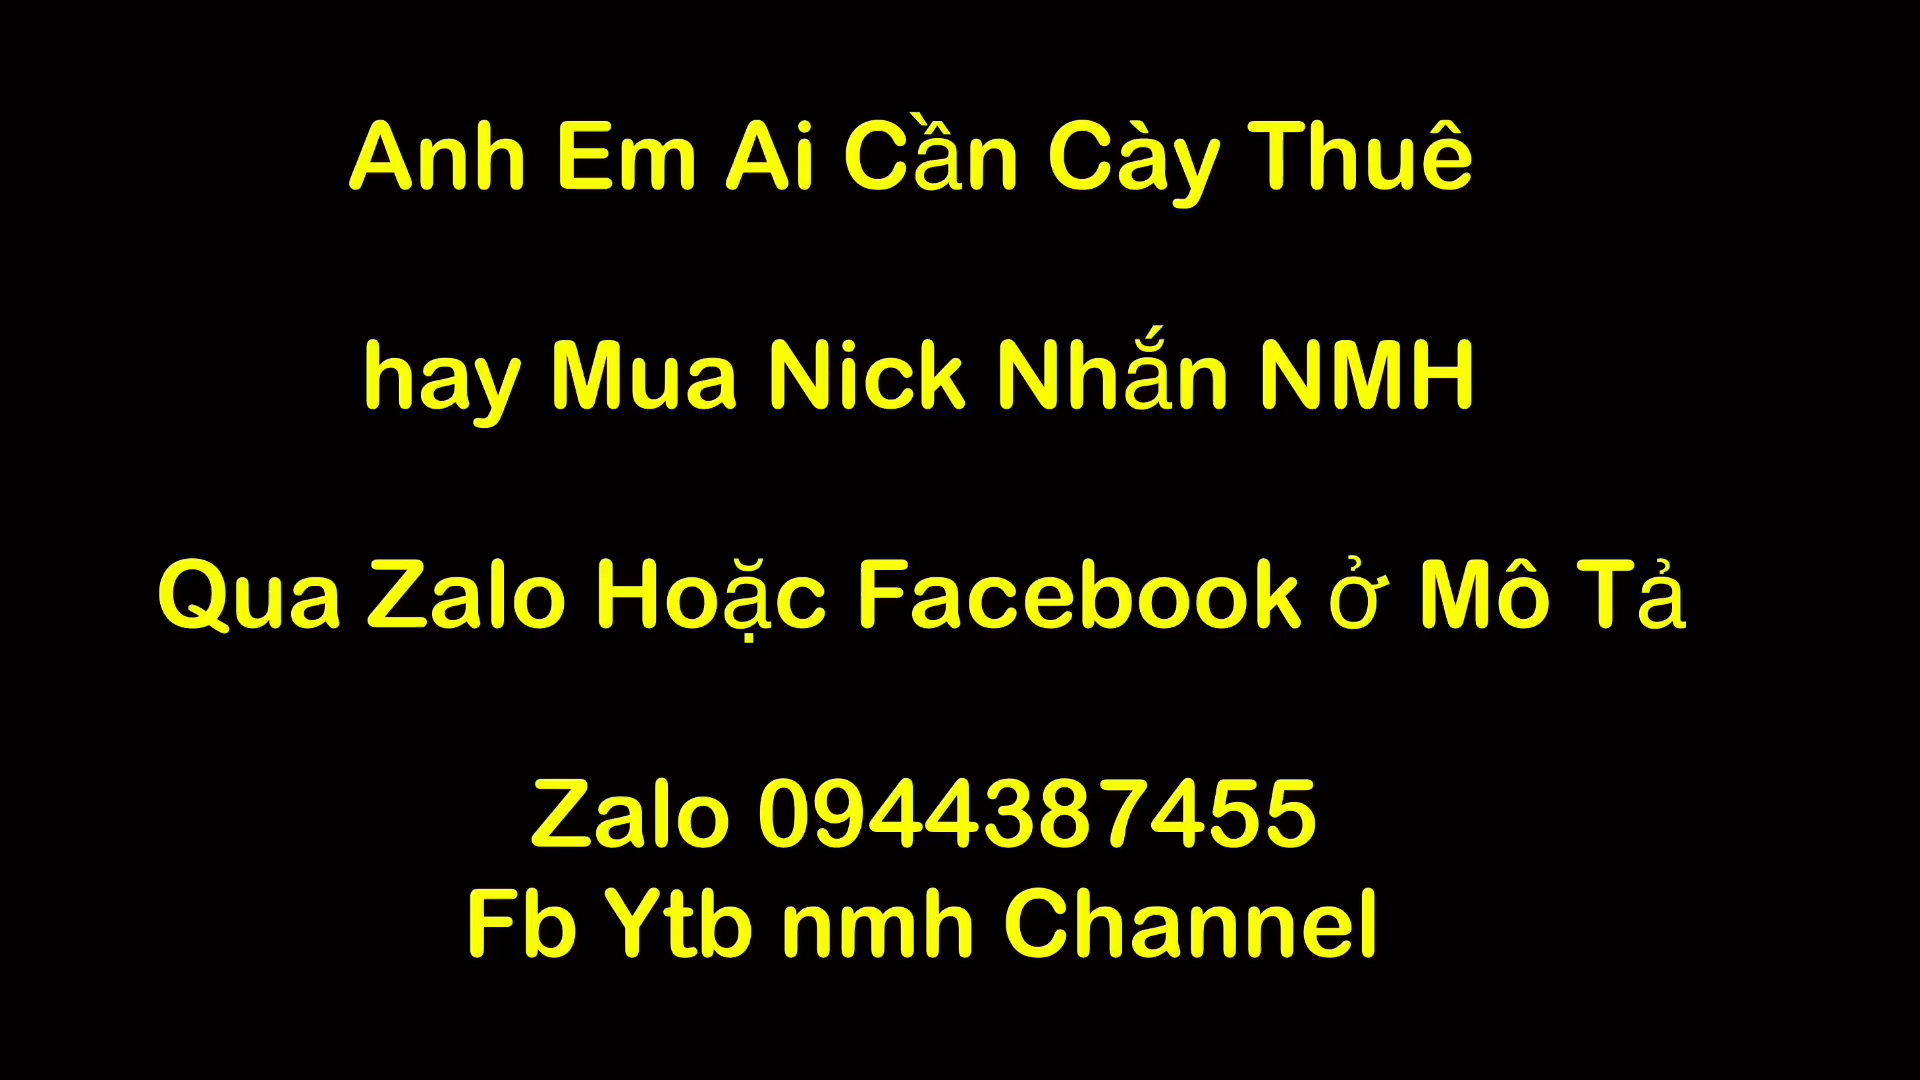 Anh Em Ai Cần Cày Thuê
hay Mua Nick Nhắn NMH
Qua Zalo Hoặc Facebook ở Mô Tả
Zalo 0944387455
Fb Ytb nmh Channel